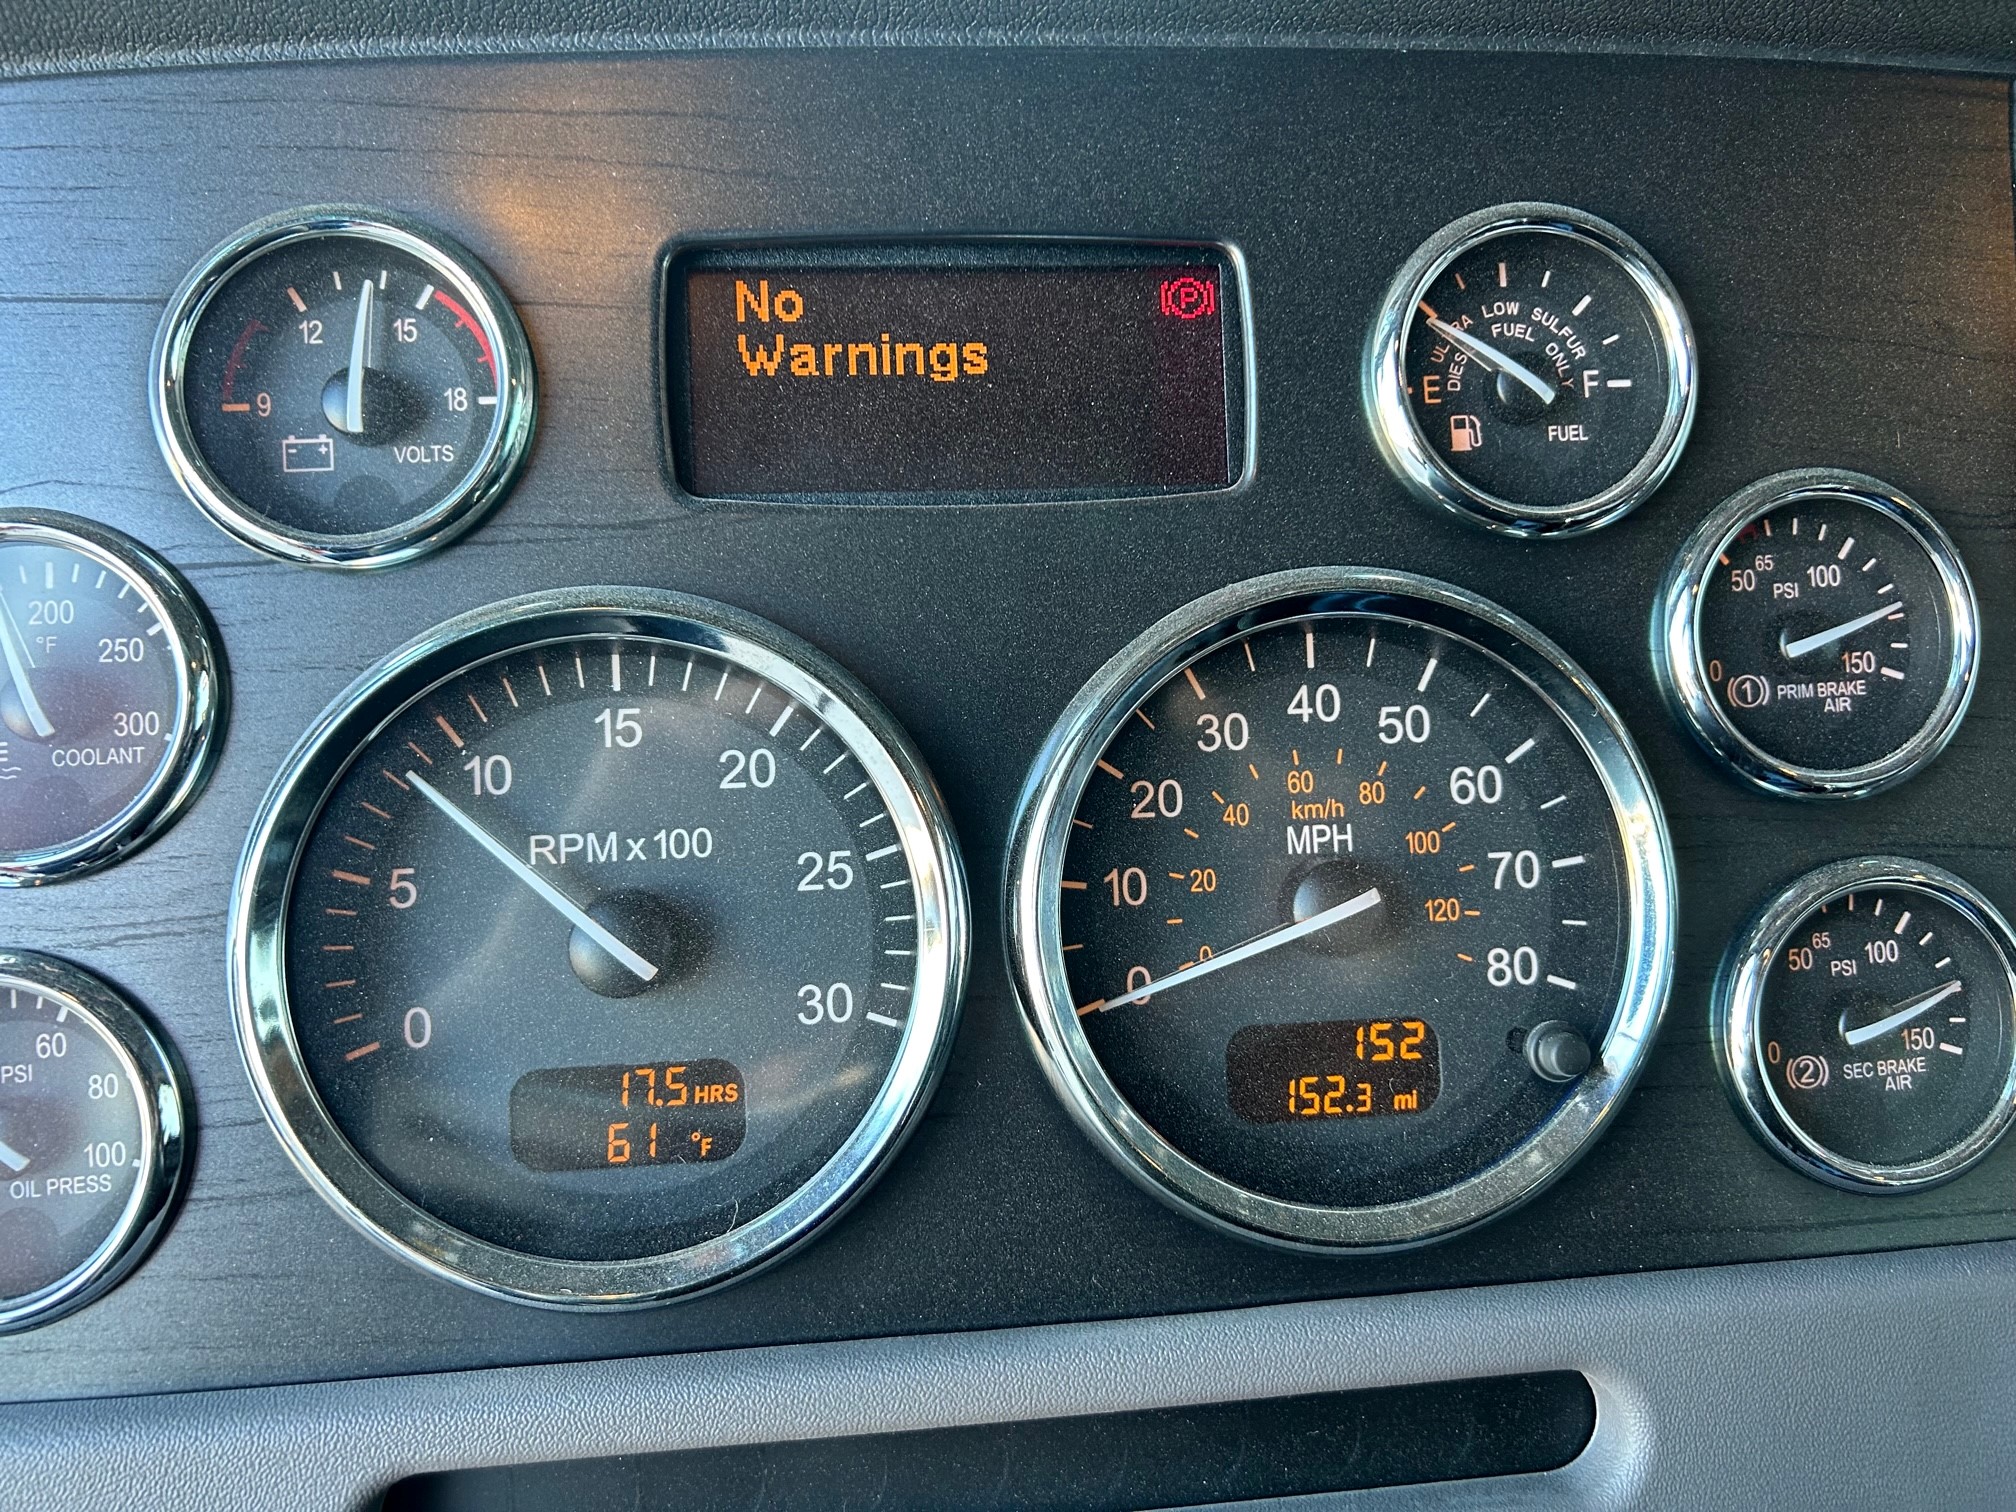 No
Warnings
P
12
15
9
18
- +
VOLTS
ULTRA LOW SULFUR
DIESEL FUEL ONLY
E
F
FUEL
200
°F
250
300
COOLANT
50
65
100
PSI
0
150
(1) PRIM BRAKE
AIR
0
5
10
15
20
25
30
RPM x 100
17.5 HRS
61 °F
0
10
20
30
40
50
60
70
80
0
20
40
60
80
100
120
km/h
MPH
152
152.3 mi
60
PSI
80
100
OIL PRESS
50
65
100
PSI
0
150
(2) SEC BRAKE
AIR